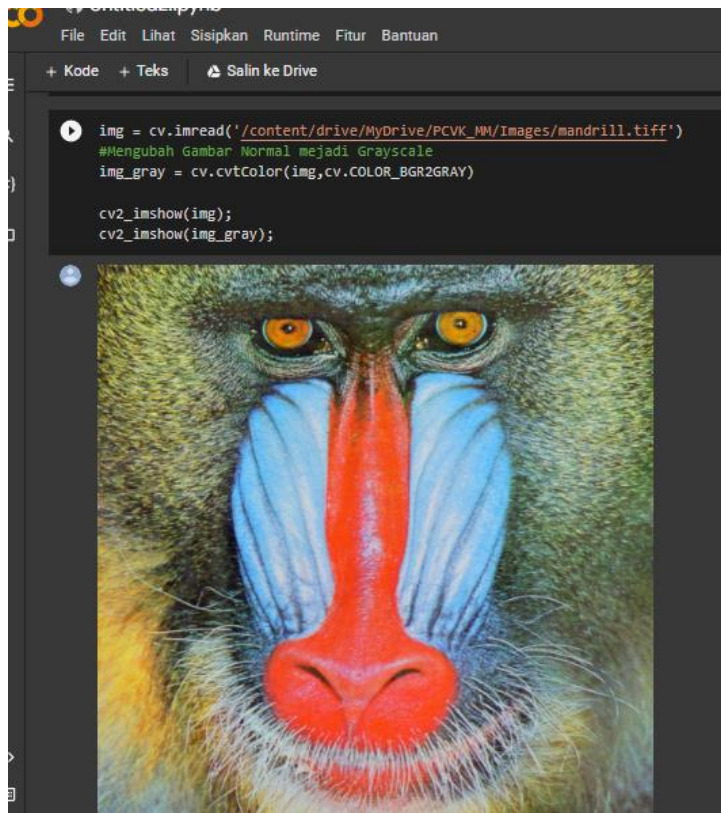 File Edit Lihat Sisipkan Runtime Fitur Bantuan
+ Kode + Teks Salin ke Drive
img = cv.imread('/content/drive/MyDrive/PCVK_MM/Images/mandrill.tiff')
#Mengubah Gambar Normal mejadi Grayscale
img_gray = cv.cvtColor(img,cv.COLOR_BGR2GRAY)
cv2_imshow(img);
cv2_imshow(img_gray);